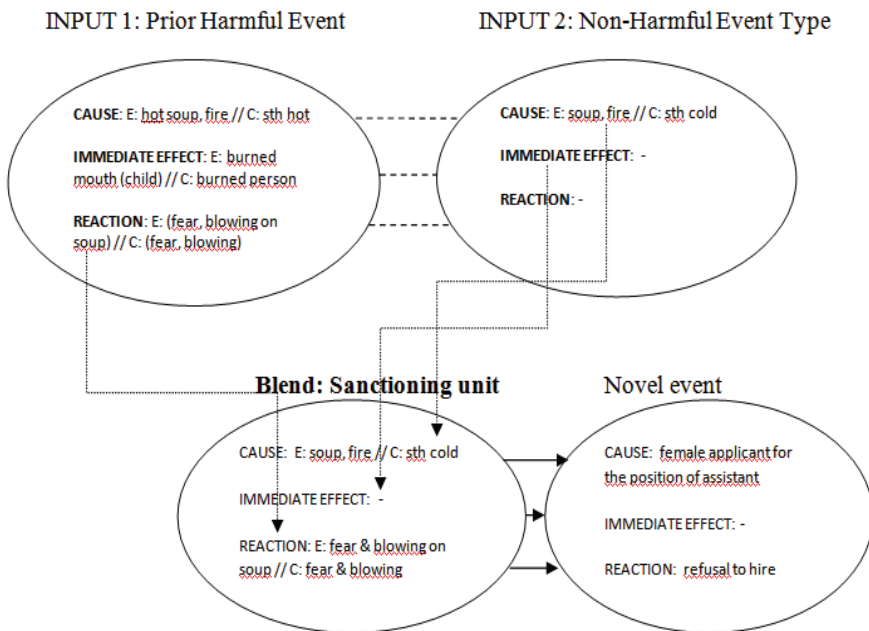 INPUT 1: Prior Harmful Event
INPUT 2: Non-Harmful Event Type
CAUSE: E: hot soup, fire // C: sth hot
IMMEDIATE EFFECT: E: burned
mouth (child) // C: burned person
REACTION: E: (fear, blowing on
soup) // C: (fear, blowing)
CAUSE: E: soup, fire // C: sth cold
IMMEDIATE EFFECT: -
REACTION: -
Blend: Sanctioning unit
Novel event
CAUSE: E: soup, fire // C: sth cold
IMMEDIATE EFFECT: -
REACTION: E: fear & blowing on
soup // C: fear & blowing
CAUSE: female applicant for
the position of assistant
IMMEDIATE EFFECT: -
REACTION: refusal to hire